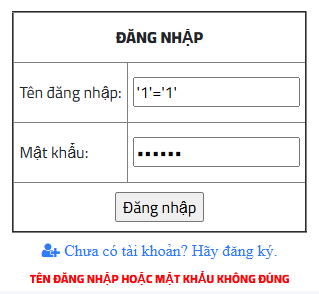 ĐĂNG NHẬP
Tên đăng nhập: '1'='1'
Mật khẩu: ••••••
Đăng nhập
Chưa có tài khoản? Hãy đăng ký.
TÊN ĐĂNG NHẬP HOẶC MẬT KHẨU KHÔNG ĐÚNG